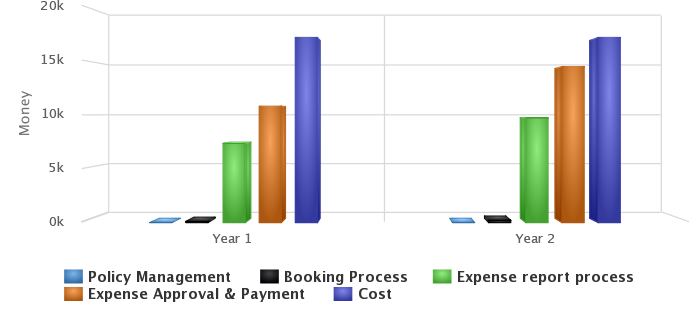 20k
15k
10k
5k
0k
Money
Year 1
Year 2
Policy Management
Booking Process
Expense report process
Expense Approval & Payment
Cost